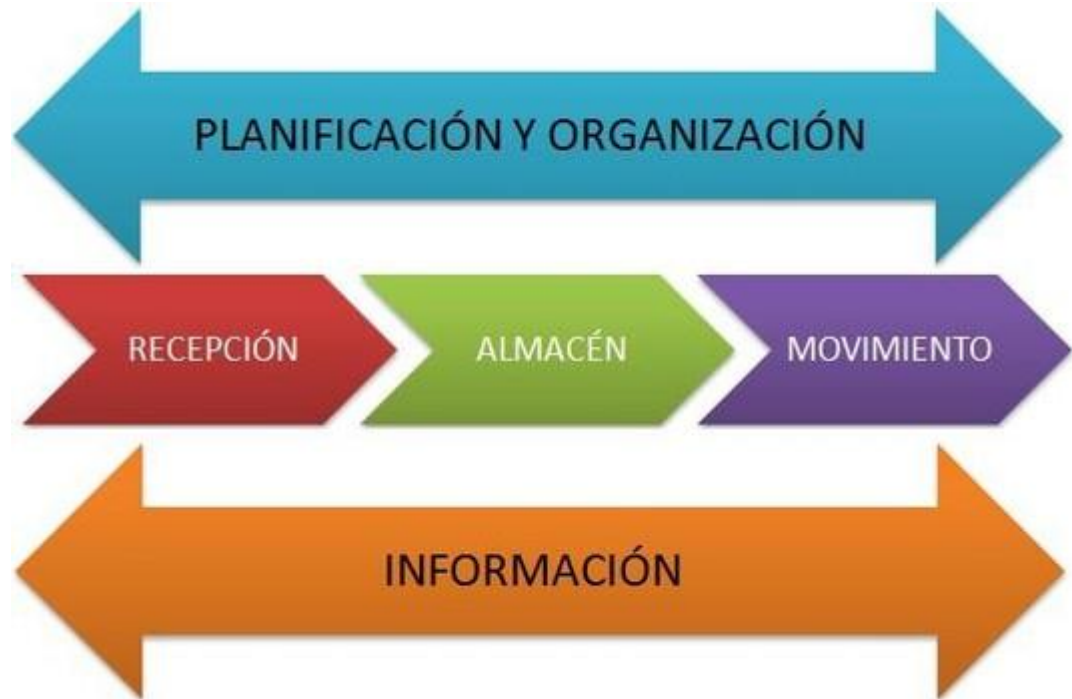 PLANIFICACIÓN Y ORGANIZACIÓN
RECEPCIÓN
ALMACÉN
MOVIMIENTO
INFORMACIÓN